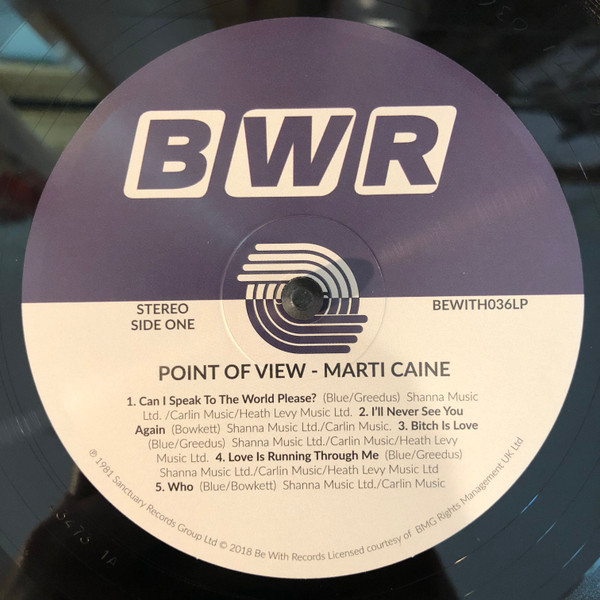 BWR
STEREO
SIDE ONE
BEWITH036LP
POINT OF VIEW - MARTI CAINE
1. Can I Speak To The World Please? (Blue/Greedus) Shanna Music
Ltd. /Carlin Music/Heath Levy Music Ltd. 2. I'll Never See You
Again (Bowkett) Shanna Music Ltd./Carlin Music. 3. Bitch Is Love
(Blue/Greedus) Shanna Music Ltd./Carlin Music/Heath Levy
Music Ltd. 4. Love Is Running Through Me (Blue/Greedus)
Shanna Music Ltd./Carlin Music/Heath Levy Music Ltd
5. Who (Blue/Bowkett) Shanna Music Ltd./Carlin Music
℗ 1981 Sanctuary Records Group Ltd © 2018 Be With Records Licensed courtesy of BMG Rights Management UK Ltd